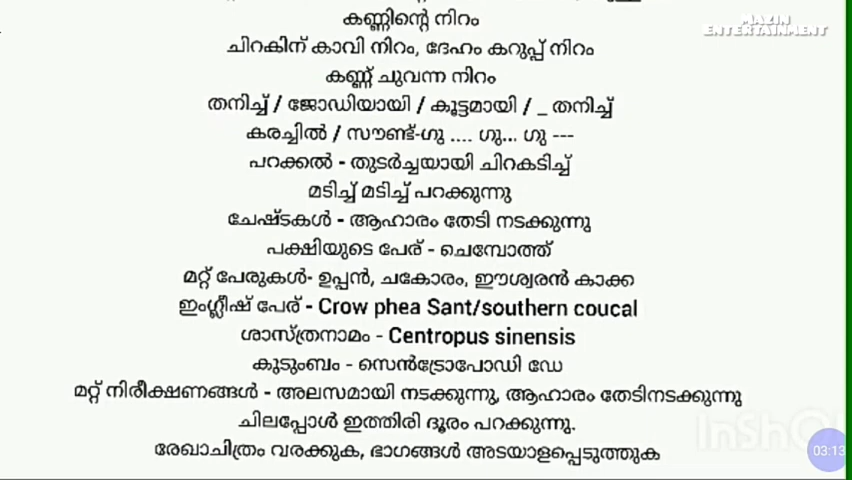 കണ്ണിന്റെ നിറം
MAZIN
ENTERTAINMENT
ചിറകിന് കാവി നിറം, ദേഹം കറുപ്പ് നിറം
കണ്ണ് ചുവന്ന നിറം
തനിച്ച് / ജോഡിയായി / കൂട്ടമായി / _ തനിച്ച്
കരച്ചിൽ / സൗണ്ട്-ഗു .... ഗു... ഗു ---
പറക്കൽ - തുടർച്ചയായി ചിറകടിച്ച്
മടിച്ച് മടിച്ച് പറക്കുന്നു
ചേഷ്ടകൾ - ആഹാരം തേടി നടക്കുന്നു
പക്ഷിയുടെ പേര് - ചെമ്പോത്ത്
മറ്റ് പേരുകൾ- ഉപ്പൻ, ചകോരം, ഈശ്വരൻ കാക്ക
ഇംഗ്ലീഷ് പേര് - Crow phea Sant/southern coucal
ശാസ്ത്രനാമം - Centropus sinensis
കുടുംബം - സെൻട്രോപോഡി ഡേ
മറ്റ് നിരീക്ഷണങ്ങൾ - അലസമായി നടക്കുന്നു, ആഹാരം തേടിനടക്കുന്നു
ചിലപ്പോൾ ഇത്തിരി ദൂരം പറക്കുന്നു.
InShO
രേഖാചിത്രം വരക്കുക, ഭാഗങ്ങൾ അടയാളപ്പെടുത്തുക
03:13